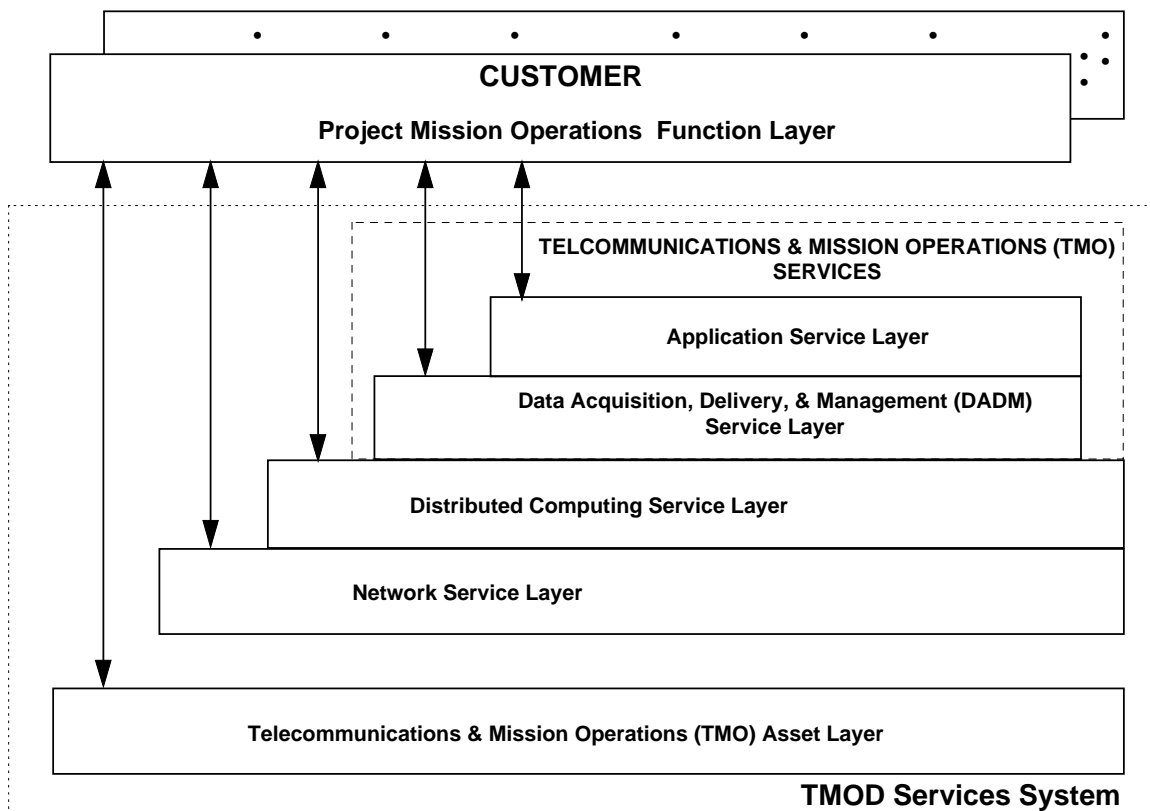 CUSTOMER
Project Mission Operations Function Layer
TELCOMMUNICATIONS & MISSION OPERATIONS (TMO)
SERVICES
Application Service Layer
Data Acquisition, Delivery, & Management (DADM)
Service Layer
Distributed Computing Service Layer
Network Service Layer
Telecommunications & Mission Operations (TMO) Asset Layer
TMOD Services System